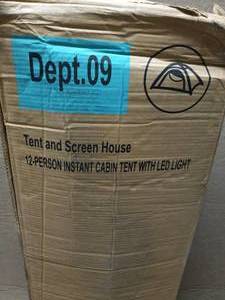 Dept.09
Tent and Screen House
12-PERSON INSTANT CABIN TENT WITH LED LIGHT